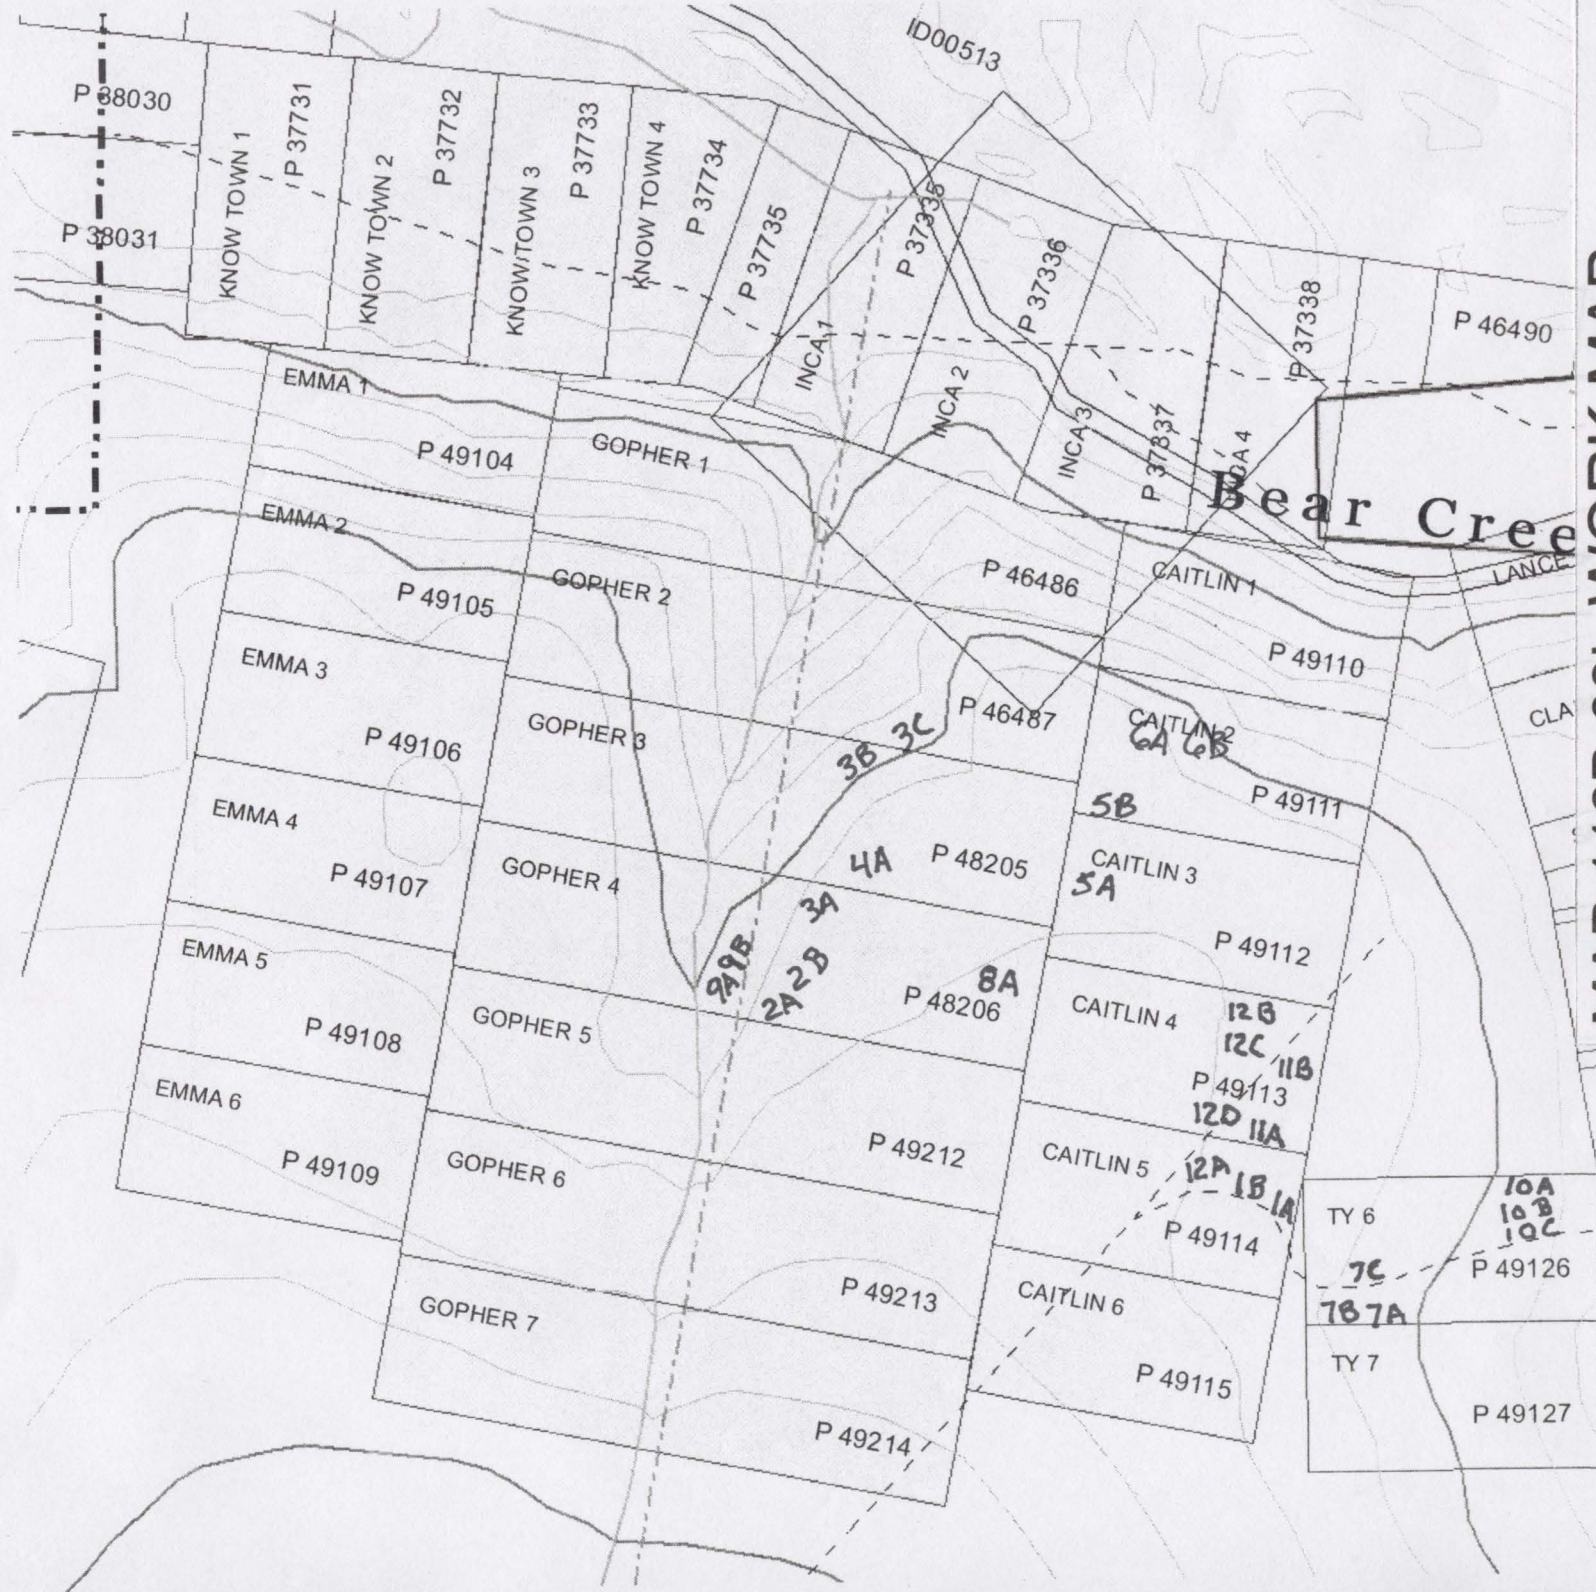 ID00513
P 38030
P 38031
KNOW TOWN 1
P 37731
KNOW TOWN 2
P 37732
KNOW TOWN 3
P 37733
KNOW TOWN 4
P 37734
P 37735
INCA 1
P 37335
INCA 2
P 37336
INCA 3
P 37337
P 37338
P 46490
Bear Cree
LANCE
EMMA 1
P 49104
GOPHER 1
P 46486
CAITLIN 1
P 49110
EMMA 2
P 49105
GOPHER 2
P 46487
CAITLIN 2
6A 6B
P 49111
CLA
EMMA 3
P 49106
GOPHER 3
3B 3C
4A
P 48205
5B
CAITLIN 3
5A
P 49112
EMMA 4
P 49107
GOPHER 4
3A
9A 9B
2A 2B
8A
P 48206
CAITLIN 4
12B
12C
11B
P 49113
12D 11A
EMMA 5
P 49108
GOPHER 5
P 49212
CAITLIN 5
12A 1B 1A
P 49114
TY 6
10A
10B
10C
7C
P 49126
7B 7A
EMMA 6
P 49109
GOPHER 6
P 49213
CAITLIN 6
P 49115
TY 7
P 49127
GOPHER 7
P 49214